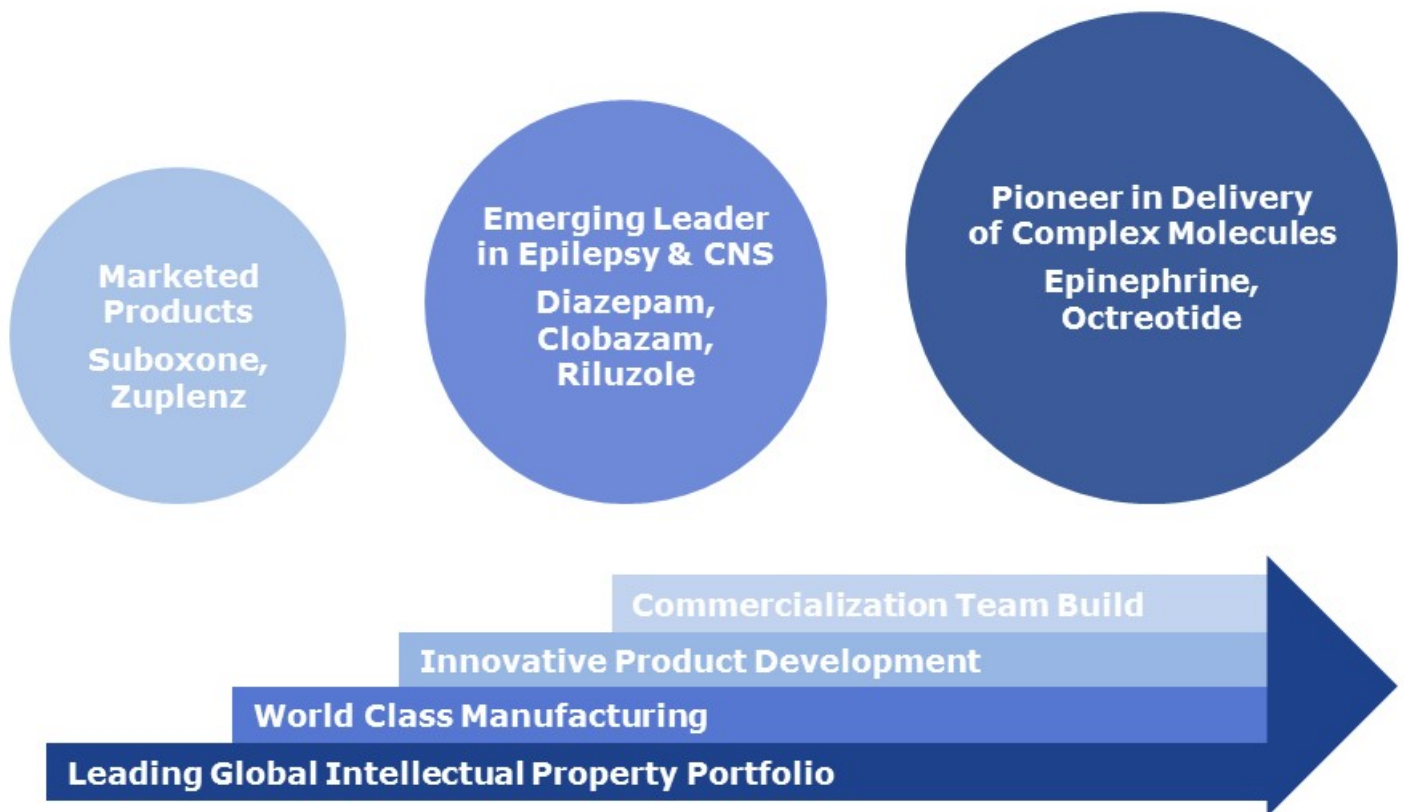 Marketed
Products
Suboxone,
Zuplenz
Emerging Leader
in Epilepsy & CNS
Diazepam,
Clobazam,
Riluzole
Pioneer in Delivery
of Complex Molecules
Epinephrine,
Octreotide
Commercialization Team Build
Innovative Product Development
World Class Manufacturing
Leading Global Intellectual Property Portfolio